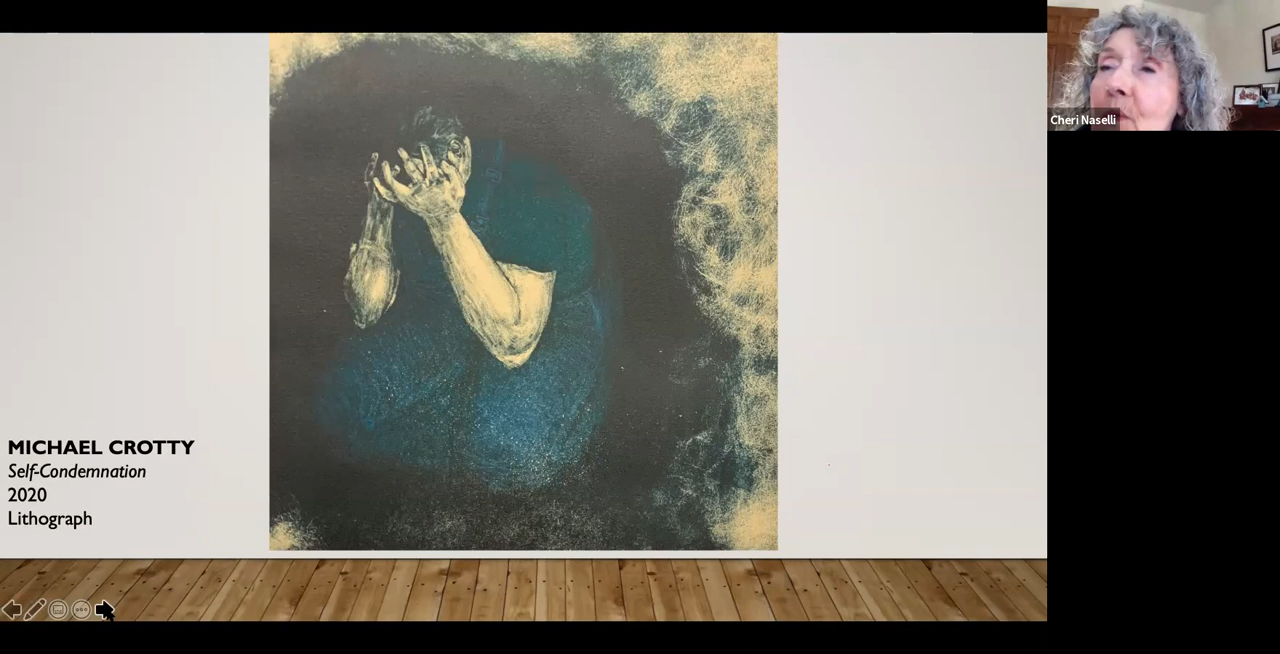 Cheri Naselli
MICHAEL CROTTY
Self-Condemnation
2020
Lithograph